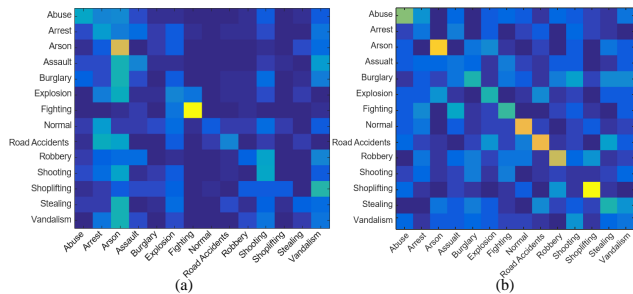 Abuse
Arrest
Arson
Assault
Burglary
Explosion
Fighting
Normal
Road Accidents
Robbery
Shooting
Shoplifting
Stealing
Vandalism
Abuse
Arrest
Arson
Assault
Burglary
Explosion
Fighting
Normal
Road Accidents
Robbery
Shooting
Shoplifting
Stealing
Vandalism
(a)
Abuse
Arrest
Arson
Assualt
Burglary
Explosion
Fighting
Normal
Road Accidents
Robbery
Shooting
Shoplifting
Stealing
Vandalism
Abuse
Arrest
Arson
Assualt
Burglary
Explosion
Fighting
Normal
Road Accidents
Robbery
Shooting
Shoplifting
Stealing
Vandalism
(b)